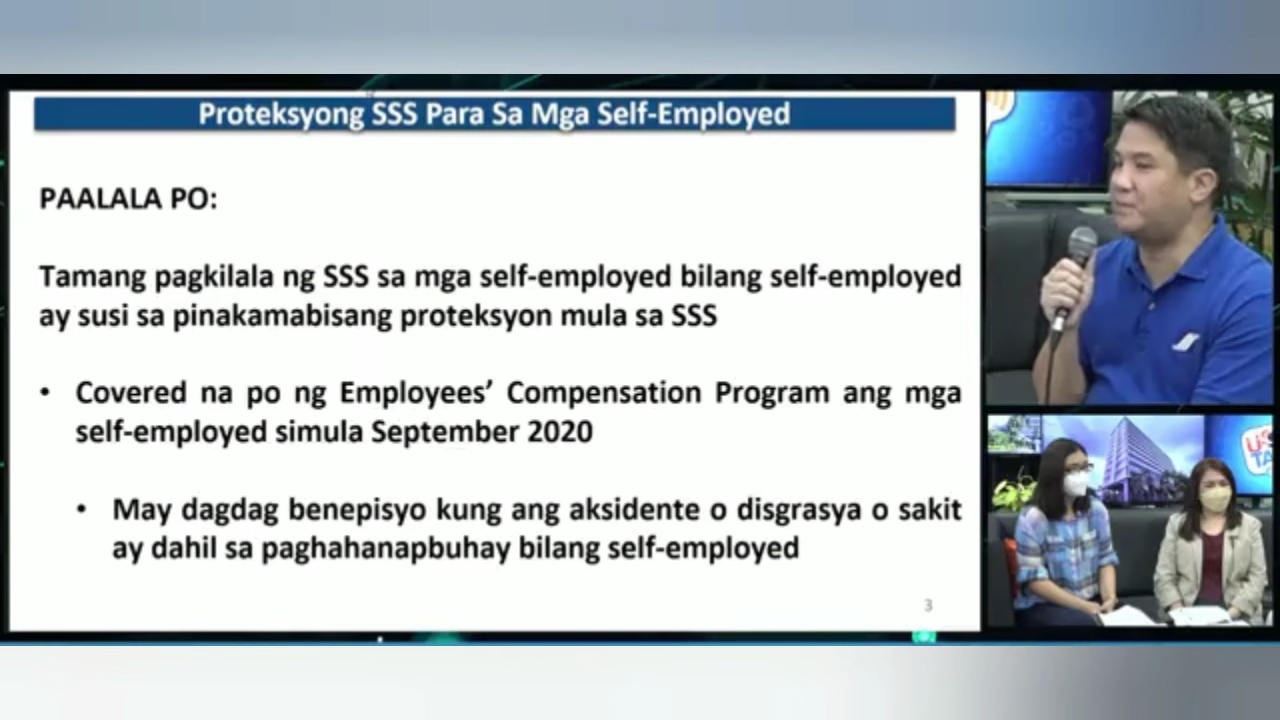 Proteksyong SSS Para Sa Mga Self-Employed
PAALALA PO:
Tamang pagkilala ng SSS sa mga self-employed bilang self-employed
ay susi sa pinakamabisang proteksyon mula sa SSS
• Covered na po ng Employees’ Compensation Program ang mga
self-employed simula September 2020
• May dagdag benepisyo kung ang aksidente o disgrasya o sakit
ay dahil sa paghahanapbuhay bilang self-employed
3